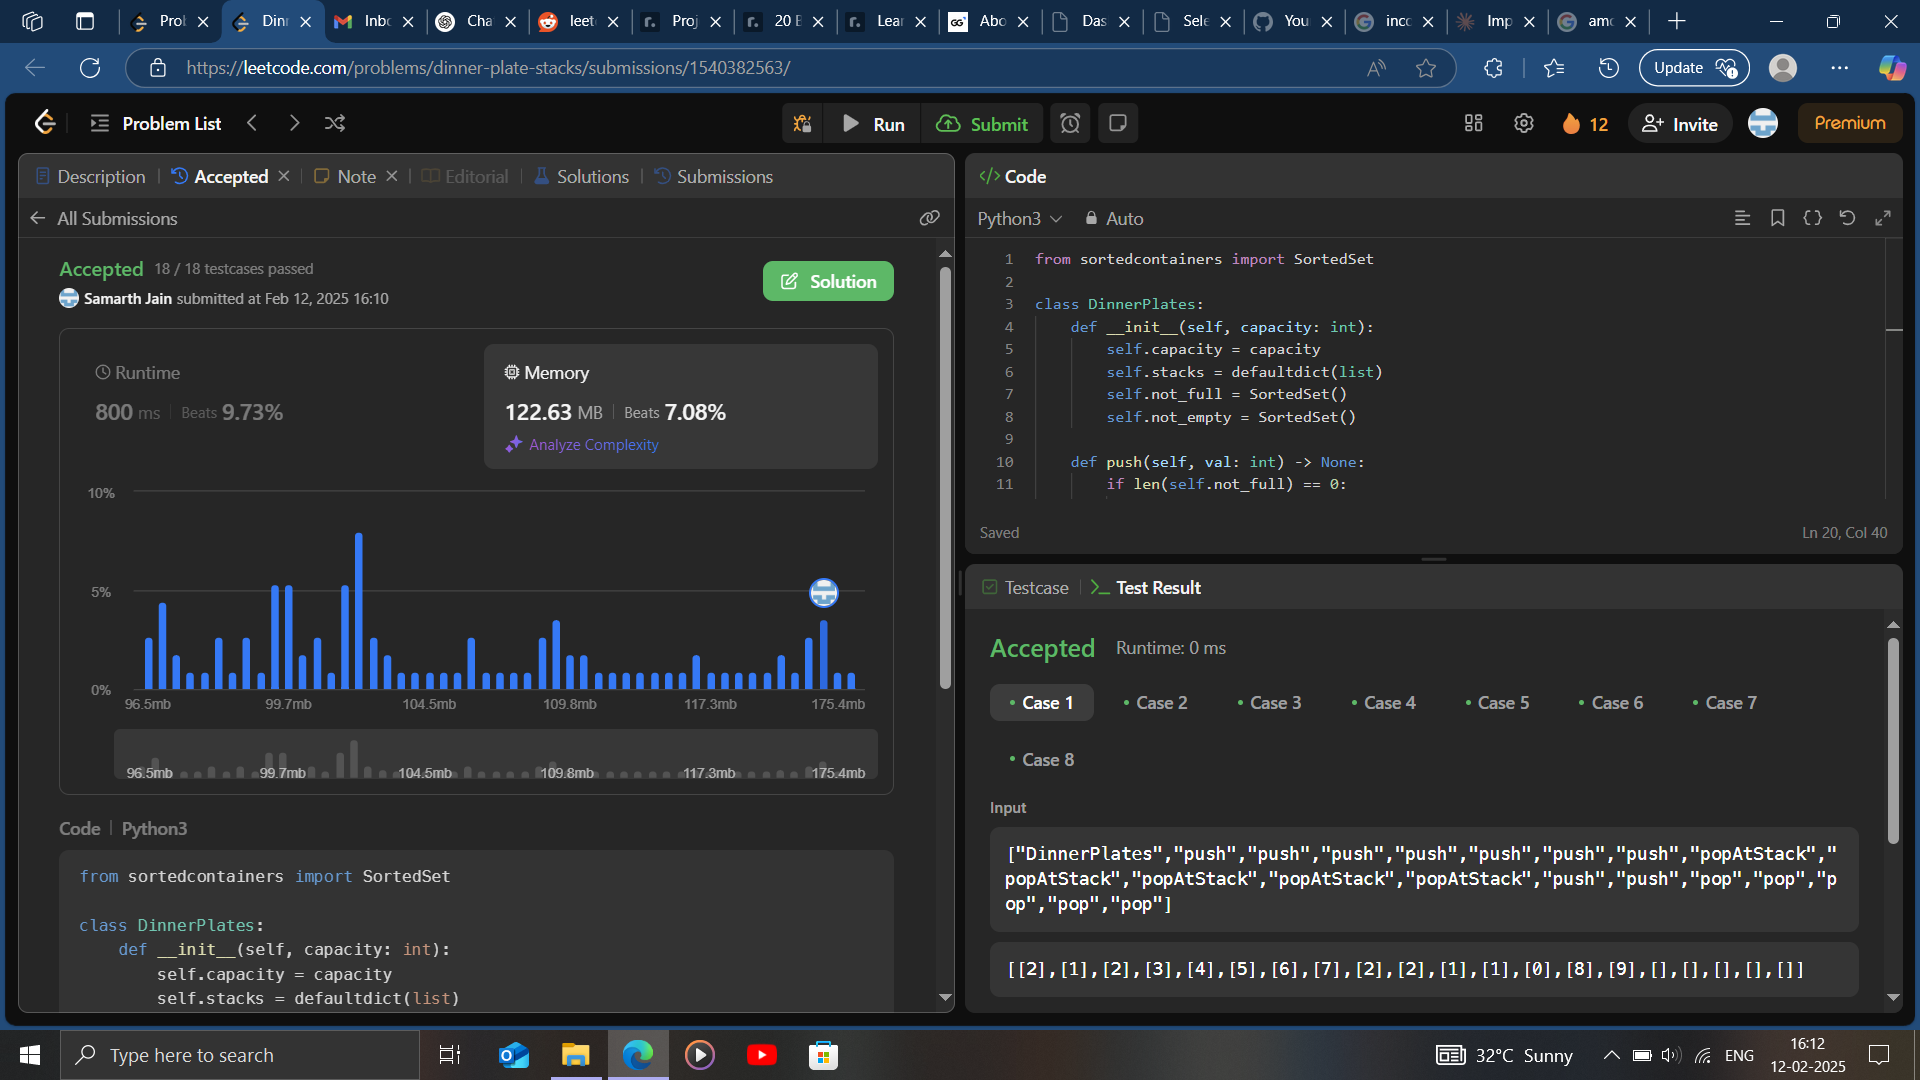 Prob
Dinn
Inbo
Cha
leet
Proj
20 B
Lear
GG
Abo
Das
Sele
You
inco
Imp
amo
https://leetcode.com/problems/dinner-plate-stacks/submissions/1540382563/
Update
Problem List
Run
Submit
12
Invite
Premium
Description
Accepted
Note
Editorial
Solutions
Submissions
All Submissions
Accepted 18 / 18 testcases passed
Samarth Jain submitted at Feb 12, 2025 16:10
Solution
Runtime
800 ms Beats 9.73%
Memory
122.63 MB Beats 7.08%
Analyze Complexity
10%
5%
0%
96.5mb 99.7mb 104.5mb 109.8mb 117.3mb 175.4mb
96.5mb 99.7mb 104.5mb 109.8mb 117.3mb 175.4mb
Code Python3
from sortedcontainers import SortedSet
class DinnerPlates:
def __init__(self, capacity: int):
self.capacity = capacity
self.stacks = defaultdict(list)
</> Code
Python3 Auto
1 from sortedcontainers import SortedSet
2
3 class DinnerPlates:
4 def __init__(self, capacity: int):
5 self.capacity = capacity
6 self.stacks = defaultdict(list)
7 self.not_full = SortedSet()
8 self.not_empty = SortedSet()
9
10 def push(self, val: int) -> None:
11 if len(self.not_full) == 0:
Saved
Ln 20, Col 40
Testcase
>_ Test Result
Accepted Runtime: 0 ms
Case 1 Case 2 Case 3 Case 4 Case 5 Case 6 Case 7
Case 8
Input
["DinnerPlates","push","push","push","push","push","push","push","popAtStack","
popAtStack","popAtStack","popAtStack","popAtStack","push","push","pop","pop","p
op","pop","pop"]
[[2],[1],[2],[3],[4],[5],[6],[7],[2],[2],[1],[1],[0],[8],[9],[],[],[],[],[]]
Type here to search
32°C Sunny
ENG
16:12
12-02-2025